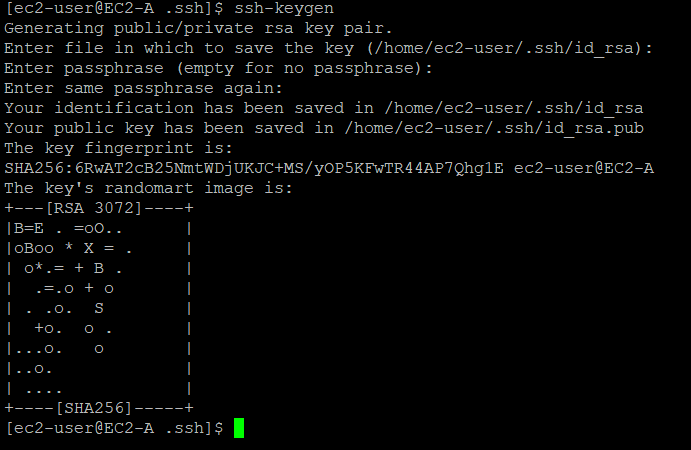 [ec2-user@EC2-A .ssh]$ ssh-keygen
Generating public/private rsa key pair.
Enter file in which to save the key (/home/ec2-user/.ssh/id_rsa):
Enter passphrase (empty for no passphrase):
Enter same passphrase again:
Your identification has been saved in /home/ec2-user/.ssh/id_rsa
Your public key has been saved in /home/ec2-user/.ssh/id_rsa.pub
The key fingerprint is:
SHA256:6RwAT2cB25NmtWDjUKJC+MS/yOP5KFwTR44AP7Qhg1E ec2-user@EC2-A
The key's randomart image is:
+---[RSA 3072]----+
|B=E . =oO..      |
|oBoo * X = .     |
| o*.= + B .      |
|  .=.o + o       |
| . .o.  S        |
|  +o.  o .       |
|...o.   o        |
|..o.             |
| ....            |
+----[SHA256]-----+
[ec2-user@EC2-A .ssh]$